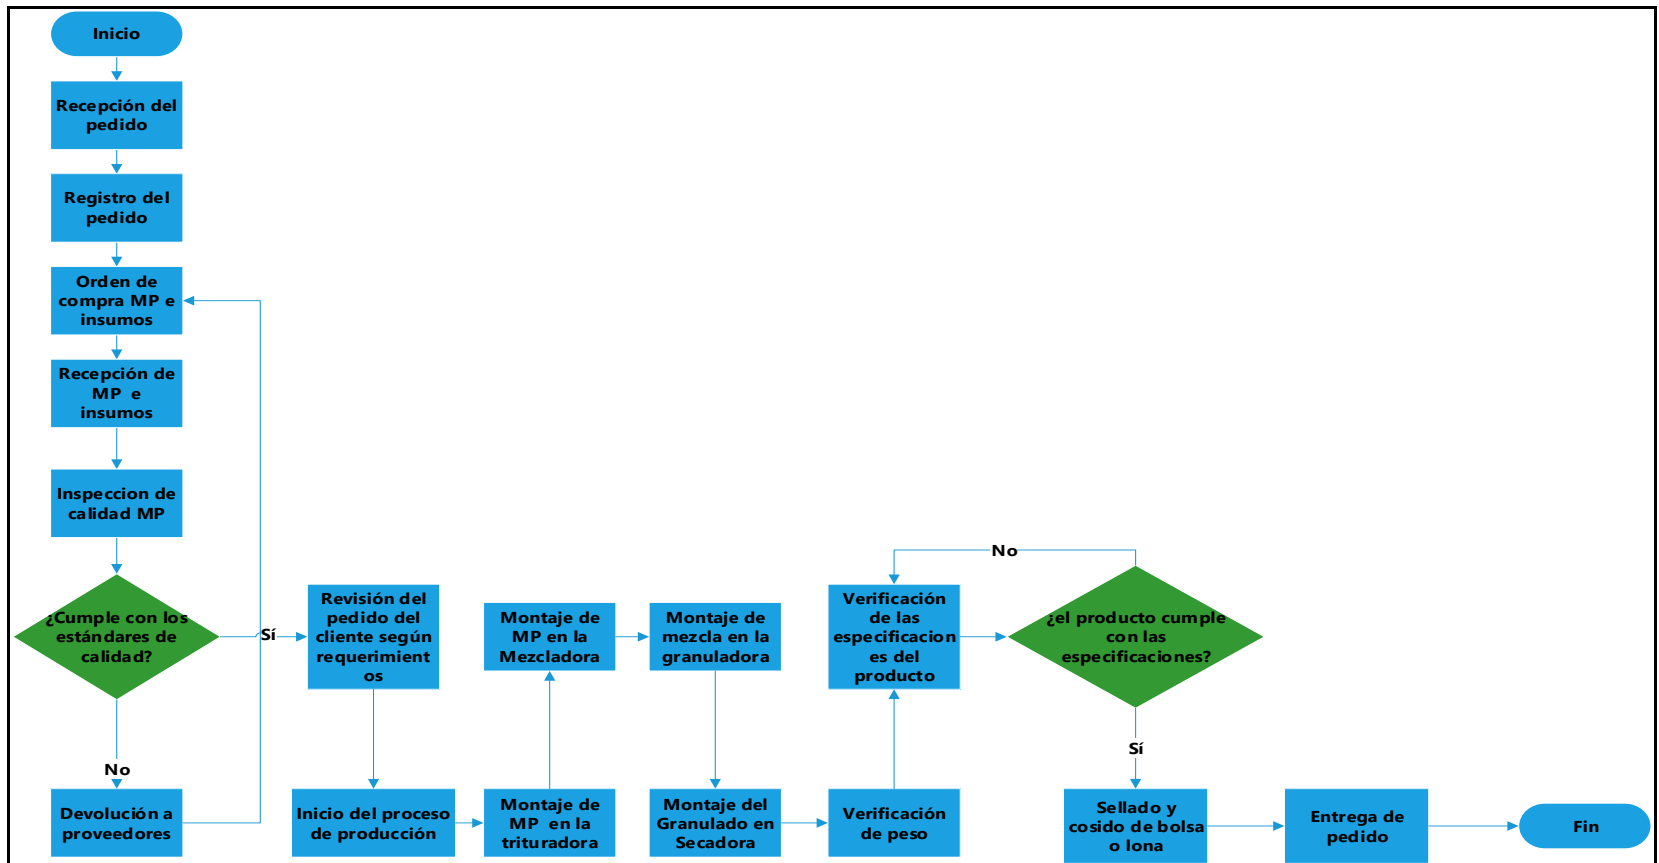 Inicio
Recepción del
pedido
Registro del
pedido
Orden de
compra MP e
insumos
Recepción de
MP e
insumos
Inspeccion de
calidad MP
¿Cumple con los
estándares de
calidad?
Sí
No
Devolución a
proveedores
Revisión del
pedido del
cliente según
requerimient
os
Inicio del proceso
de producción
Montaje de
MP en la
trituradora
Montaje de
MP en la
Mezcladora
Montaje de
mezcla en la
granuladora
Montaje del
Granulado en
Secadora
Verificación
de peso
Verificación
de las
especificacion
es del
producto
¿el producto cumple
con las
especificaciones?
No
Sí
Sellado y
cosido de bolsa
o lona
Entrega de
pedido
Fin